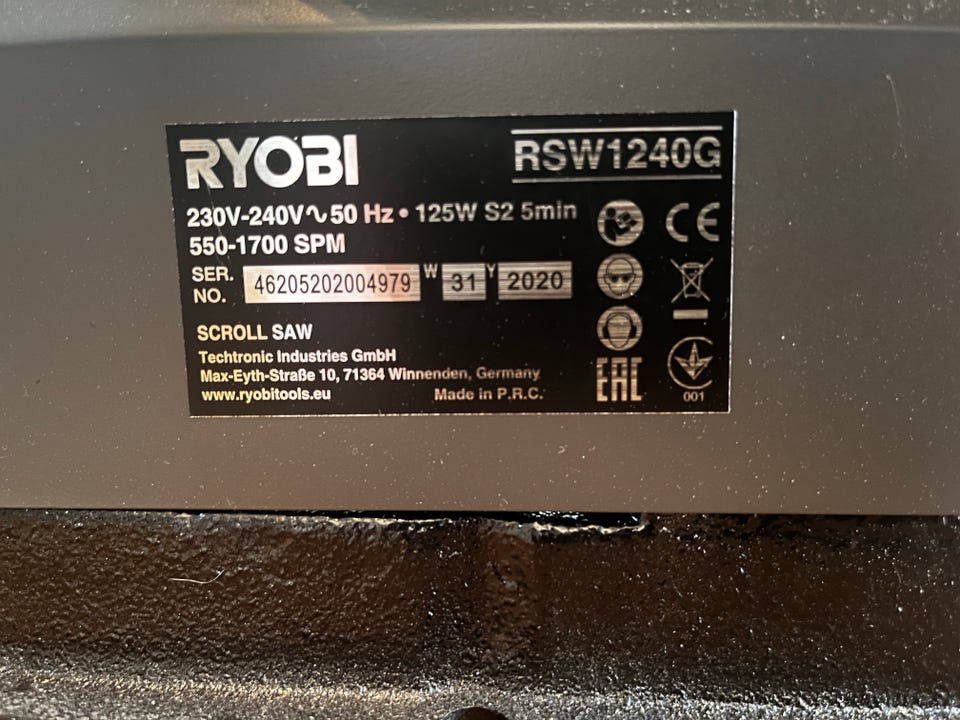 RYOBI
RSW1240G
230V-240V∿50 Hz • 125W S2 5min
550-1700 SPM
SER. NO. 46205202004979 W 31 Y 2020
SCROLL SAW
Techtronic Industries GmbH
Max-Eyth-Straße 10, 71364 Winnenden, Germany
www.ryobitools.eu Made in P.R.C.
CE
EAC
001